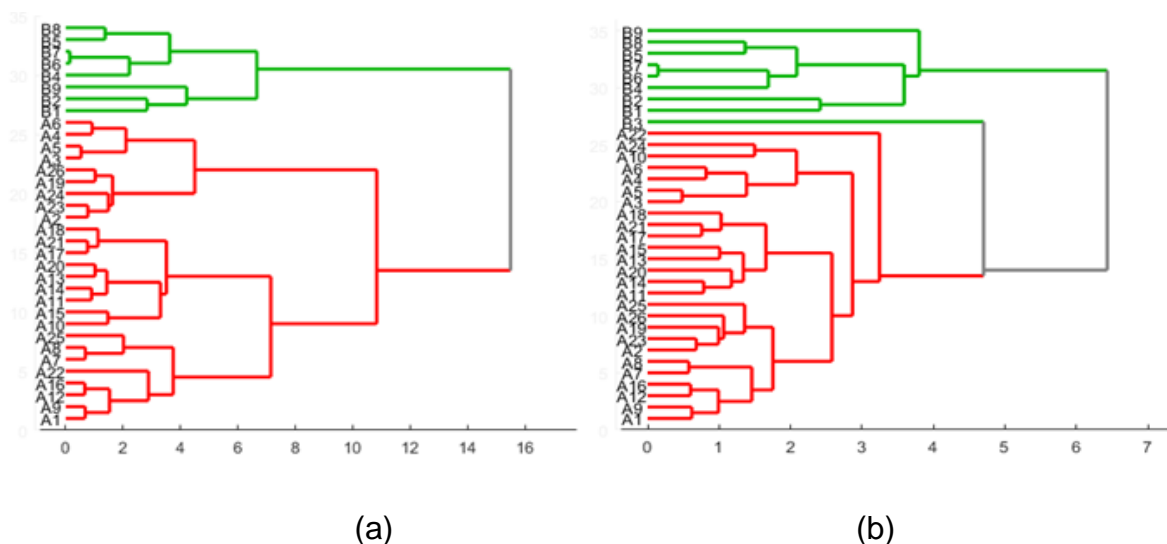 35
B8
B5
B7
B6
30
B4
B9
B2
B1
A6
25
A4
A5
A3
A26
20
A19
A24
A23
A2
A18
15
A21
A17
A20
A13
A14
10
A11
A15
A10
A25
A8
A7
5
A22
A16
A12
A9
A1
0
0 2 4 6 8 10 12 14 16
(a)
35
B9
B8
B5
B7
B6
30
B4
B2
B1
B3
A22
25
A24
A10
A6
A4
A5
20
A3
A18
A21
A17
A15
15
A13
A20
A14
A11
A25
10
A26
A19
A23
A2
A8
5
A7
A16
A12
A9
A1
0
0 1 2 3 4 5 6 7
(b)